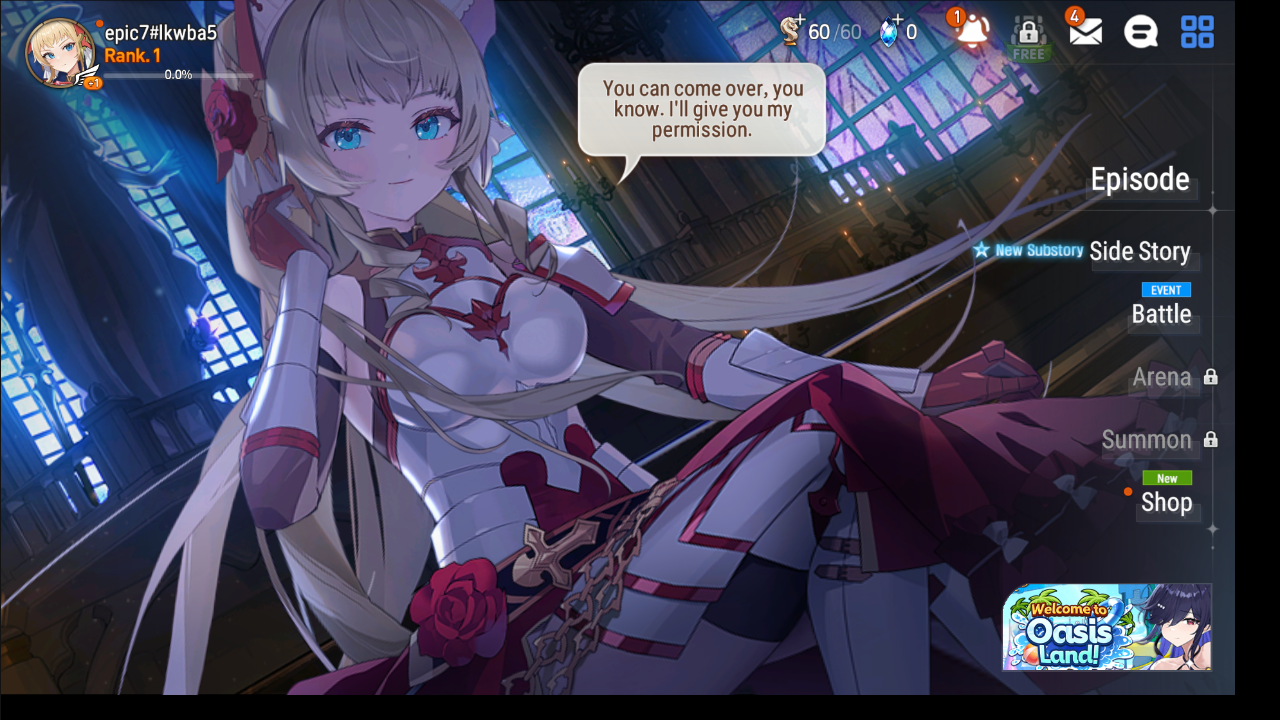 epic7#lkwba5
Rank. 1
0.0%
+1
60 /60
0
1
FREE
4
You can come over, you
know. I'll give you my
permission.
Episode
New Substory Side Story
EVENT
Battle
Arena
Summon
New
Shop
Welcome to
Oasis
Land!